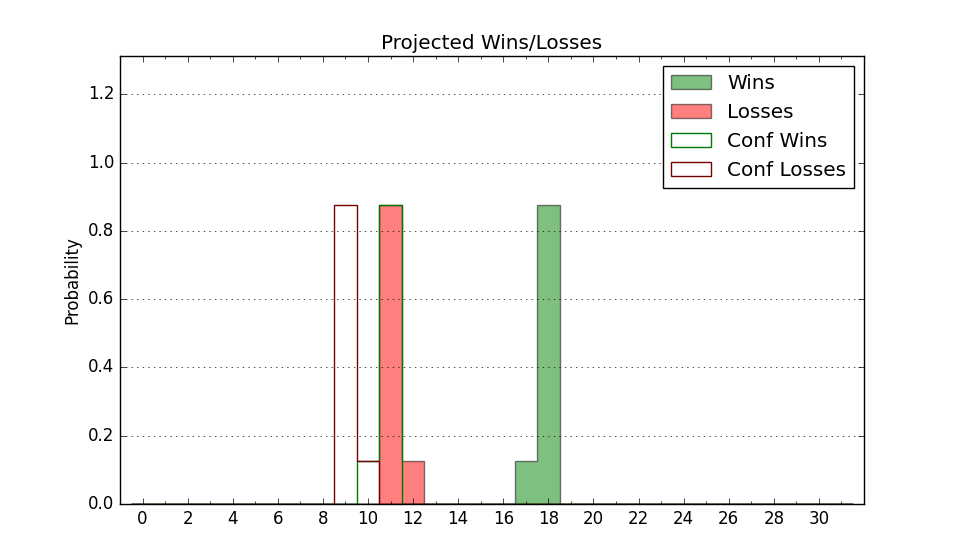 Projected Wins/Losses
Wins
Losses
Conf Wins
Conf Losses
Probability
1.2
1.0
0.8
0.6
0.4
0.2
0.0
0 2 4 6 8 10 12 14 16 18 20 22 24 26 28 30